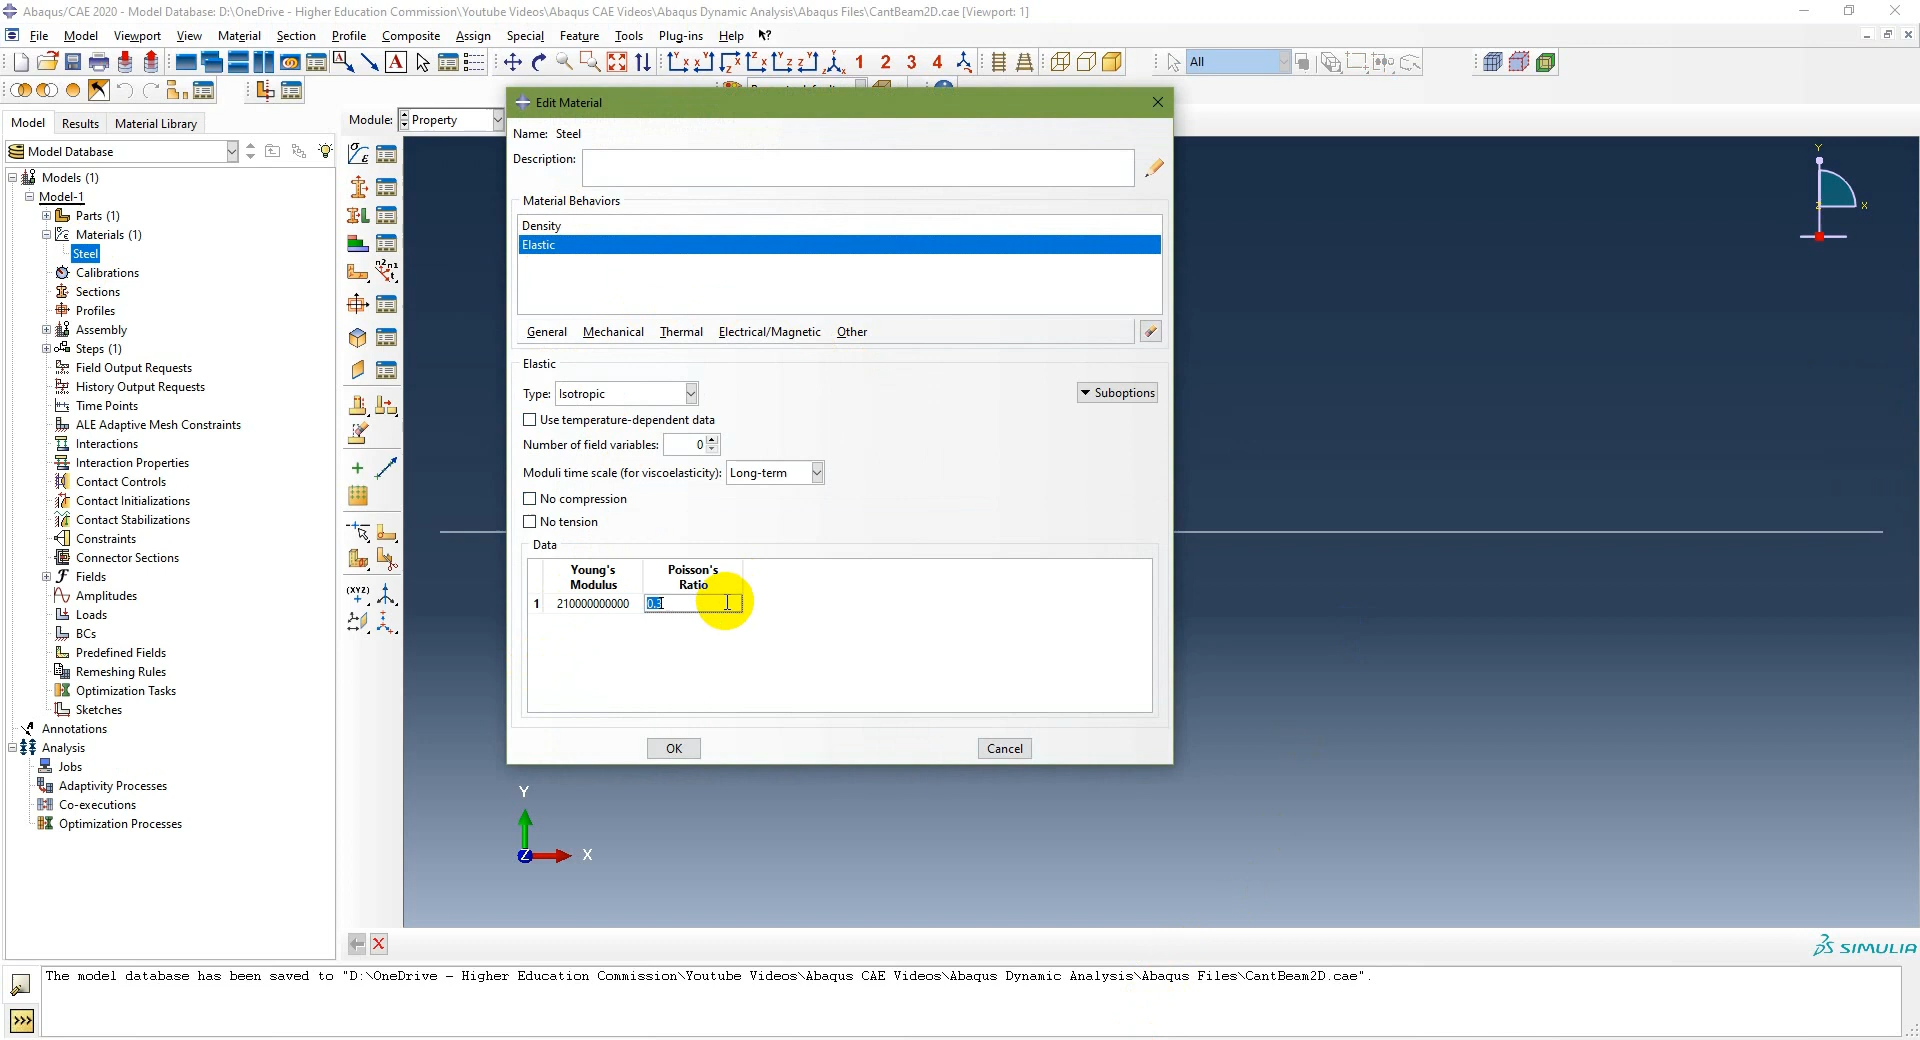 Abaqus/CAE 2020 - Model Database: D:\OneDrive - Higher Education Commission\Youtube Videos\Abaqus CAE Videos\Abaqus Dynamic Analysis\Abaqus Files\CantBeam2D.cae [Viewport: 1]
File Model Viewport View Material Section Profile Composite Assign Special Feature Tools Plug-ins Help
1 2 3 4 All
Model Results Material Library
Module: Property
Model Database
Models (1)
Model-1
Parts (1)
Materials (1)
Steel
Calibrations
Sections
Profiles
Assembly
Steps (1)
Field Output Requests
History Output Requests
Time Points
ALE Adaptive Mesh Constraints
Interactions
Interaction Properties
Contact Controls
Contact Initializations
Contact Stabilizations
Constraints
Connector Sections
Fields
Amplitudes
Loads
BCs
Predefined Fields
Remeshing Rules
Optimization Tasks
Sketches
Annotations
Analysis
Jobs
Adaptivity Processes
Co-executions
Optimization Processes
Edit Material
Name: Steel
Description:
Material Behaviors
Density
Elastic
General Mechanical Thermal Electrical/Magnetic Other
Elastic
Type: Isotropic
Suboptions
Use temperature-dependent data
Number of field variables: 0
Moduli time scale (for viscoelasticity): Long-term
No compression
No tension
Data
Young's Modulus
Poisson's Ratio
1 210000000000 0.3
OK Cancel
Y
X
Z
Y
X
Z
SIMULIA
The model database has been saved to "D:\OneDrive - Higher Education Commission\Youtube Videos\Abaqus CAE Videos\Abaqus Dynamic Analysis\Abaqus Files\CantBeam2D.cae".
>>>